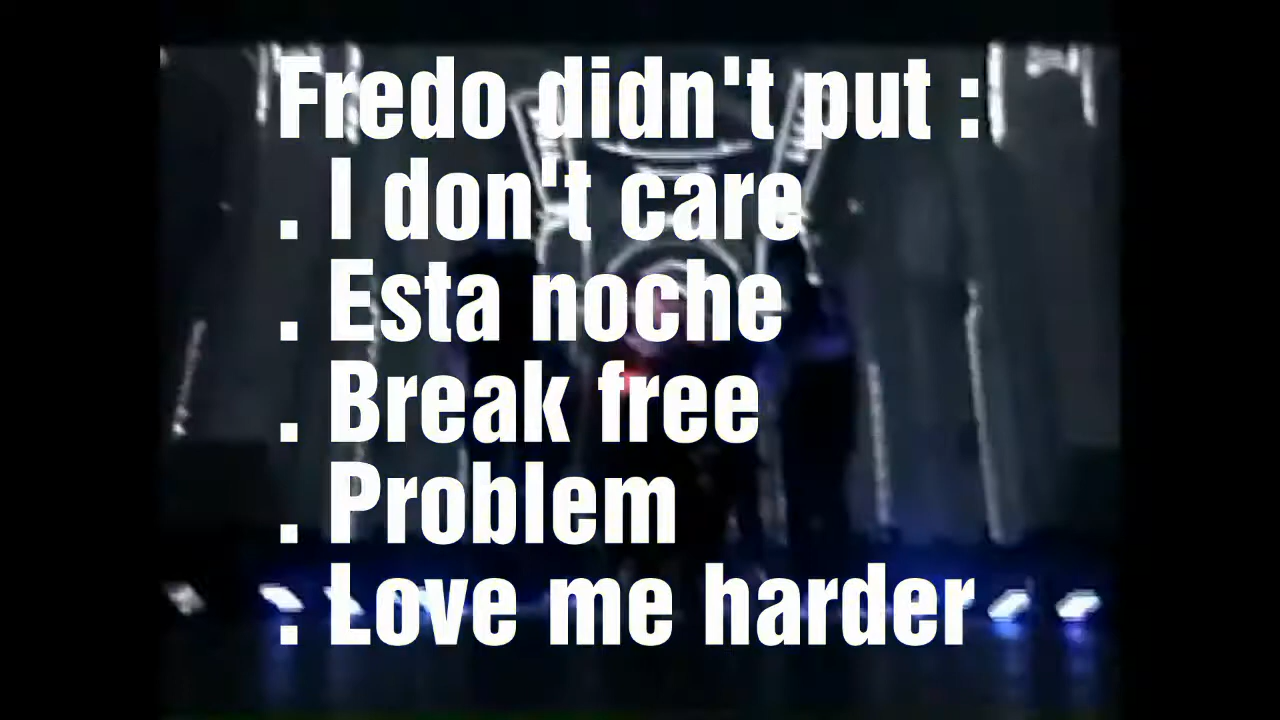 Fredo didn't put :
. I don't care
. Esta noche
. Break free
. Problem
. Love me harder